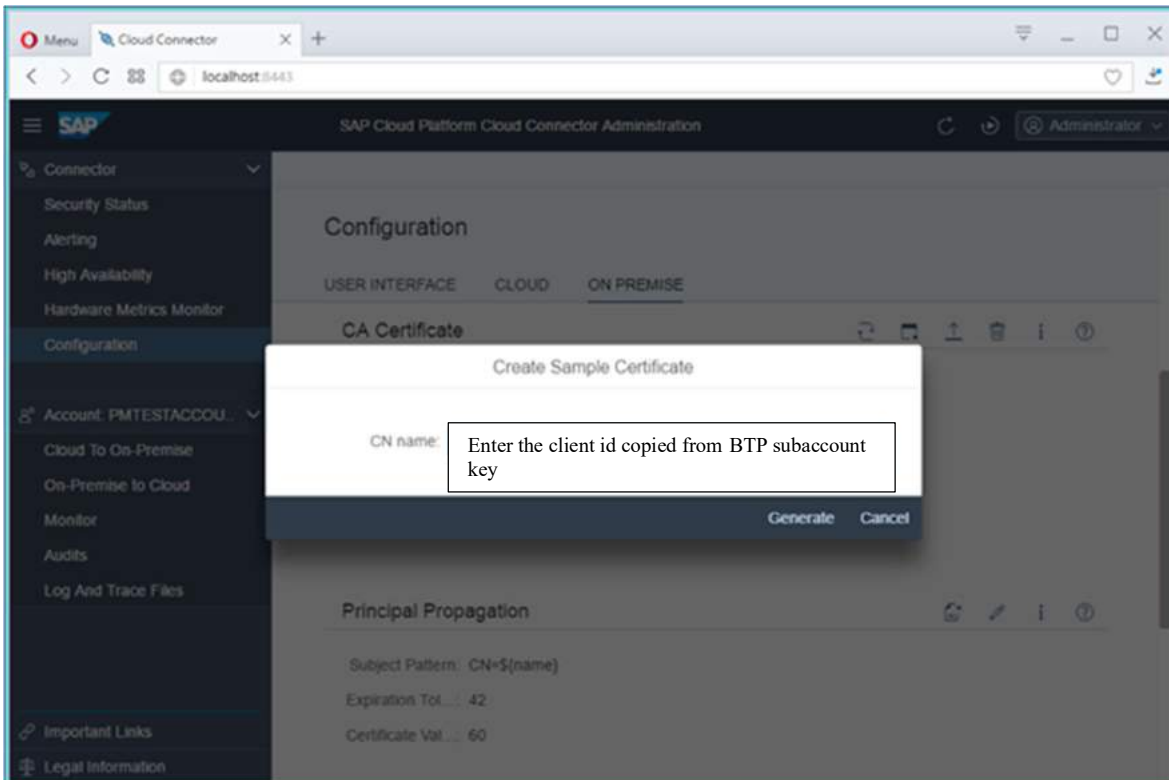 Menu
Cloud Connector
localhost:8443
SAP
SAP Cloud Platform Cloud Connector Administration
Administrator
Connector
Security Status
Alerting
High Availability
Hardware Metrics Monitor
Configuration
Account: PMTESTACCOU...
Cloud To On-Premise
On-Premise to Cloud
Monitor
Audits
Log And Trace Files
Important Links
Legal Information
Configuration
USER INTERFACE CLOUD ON PREMISE
CA Certificate
Create Sample Certificate
CN name:
Enter the client id copied from BTP subaccount
key
Generate Cancel
Principal Propagation
Subject Pattern: CN=${name}
Expiration Tol...: 42
Certificate Val...: 60